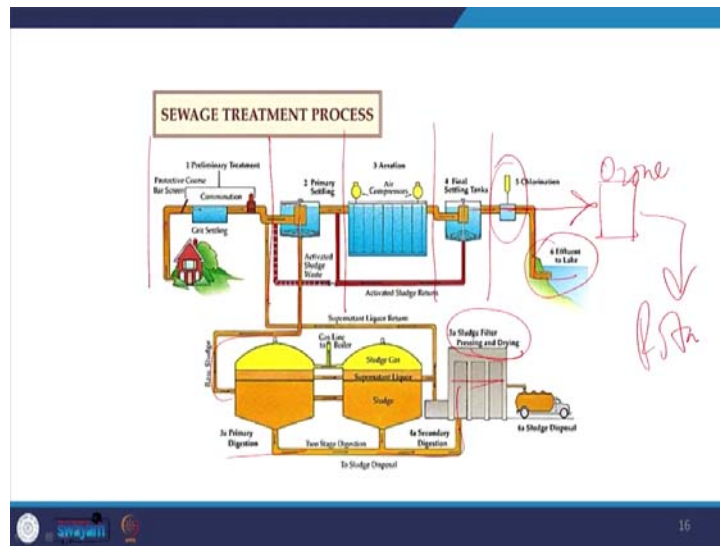 SEWAGE TREATMENT PROCESS
1 Preliminary Treatment
Protective Coarse
Bar Screen
Comminution
Grit Settling
2 Primary
Settling
3 Aeration
Air
Compressors
4 Final
Settling Tanks
5 Chlorination
Ozone
6 Effluent
to Lake
Activated
Sludge
Waste
Activated Sludge Return
Supernatant Liquor Return
Raw Sludge
Gas Line
to Boiler
Sludge Gas
Supernatant Liquor
Sludge
5a Sludge Filter
Pressing and Drying
3a Primary
Digestion
Two Stage Digestion
4a Secondary
Digestion
6a Sludge Disposal
To Sludge Disposal
swayam
16